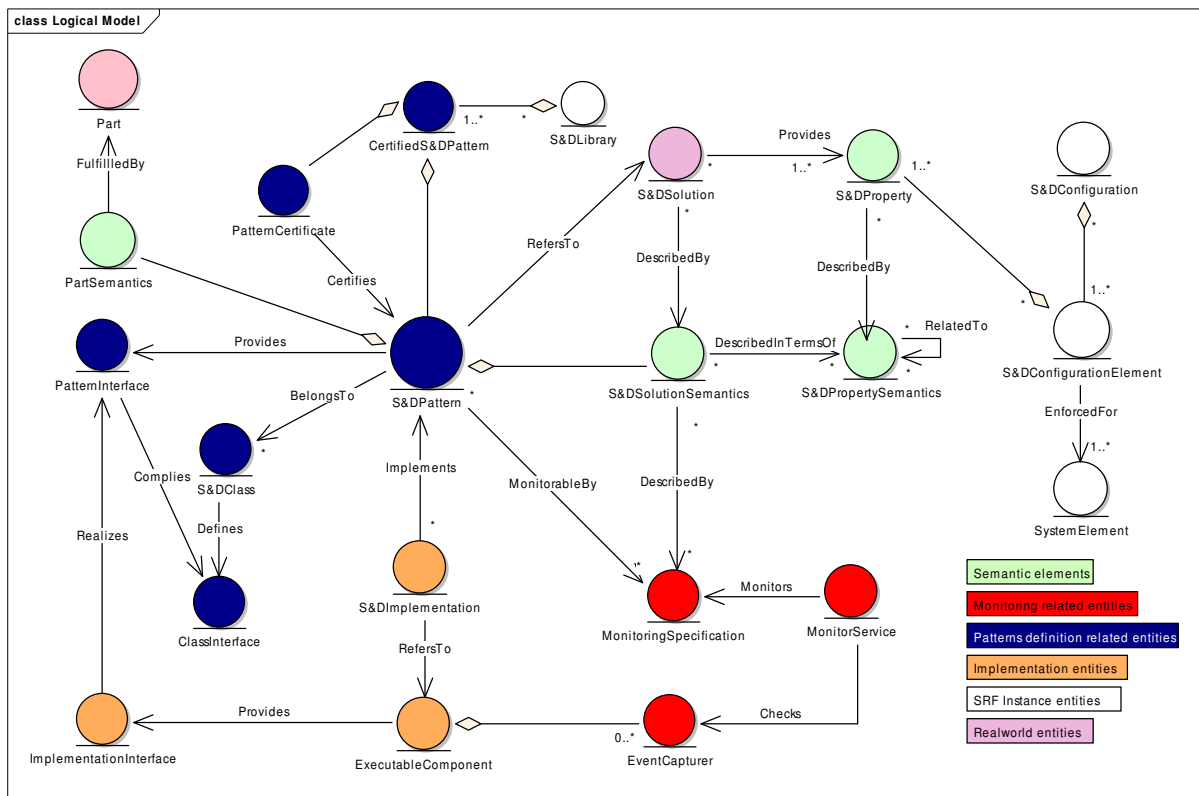 class Logical Model
Part
FulfilledBy
PartSemantics
CertifiedS&DPattern
1..*
*
S&DLibrary
PatternCertificate
Certifies
RefersTo
S&DSolution
*
Provides
1..*
S&DProperty
1..*
*
*
DescribedBy
DescribedBy
S&DConfiguration
*
1..*
*
S&DConfigurationElement
EnforcedFor
1..*
SystemElement
PatternInterface
Provides
S&DPattern
*
BelongsTo
*
S&DClass
Complies
Defines
ClassInterface
Realizes
Implements
*
S&DImplementation
MonitorableBy
S&DSolutionSemantics
*
DescribedInTermsOf
*
*
RelatedTo
*
S&DPropertySemantics
*
DescribedBy
*
'*
MonitoringSpecification
Monitors
MonitorService
RefersTo
ImplementationInterface
Provides
ExecutableComponent
0..*
EventCapturer
Checks
Semantic elements
Monitoring related entities
Patterns definition related entities
Implementation entities
SRF Instance entities
Realworld entities